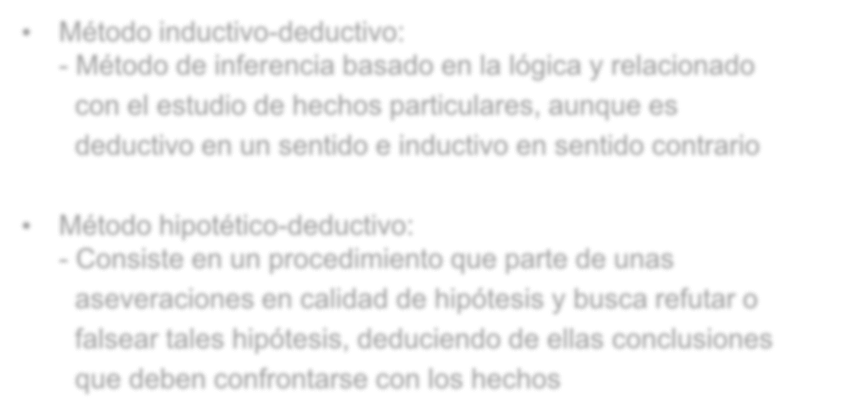 • Método inductivo-deductivo:
- Método de inferencia basado en la lógica y relacionado
con el estudio de hechos particulares, aunque es
deductivo en un sentido e inductivo en sentido contrario
• Método hipotético-deductivo:
- Consiste en un procedimiento que parte de unas
aseveraciones en calidad de hipótesis y busca refutar o
falsear tales hipótesis, deduciendo de ellas conclusiones
que deben confrontarse con los hechos